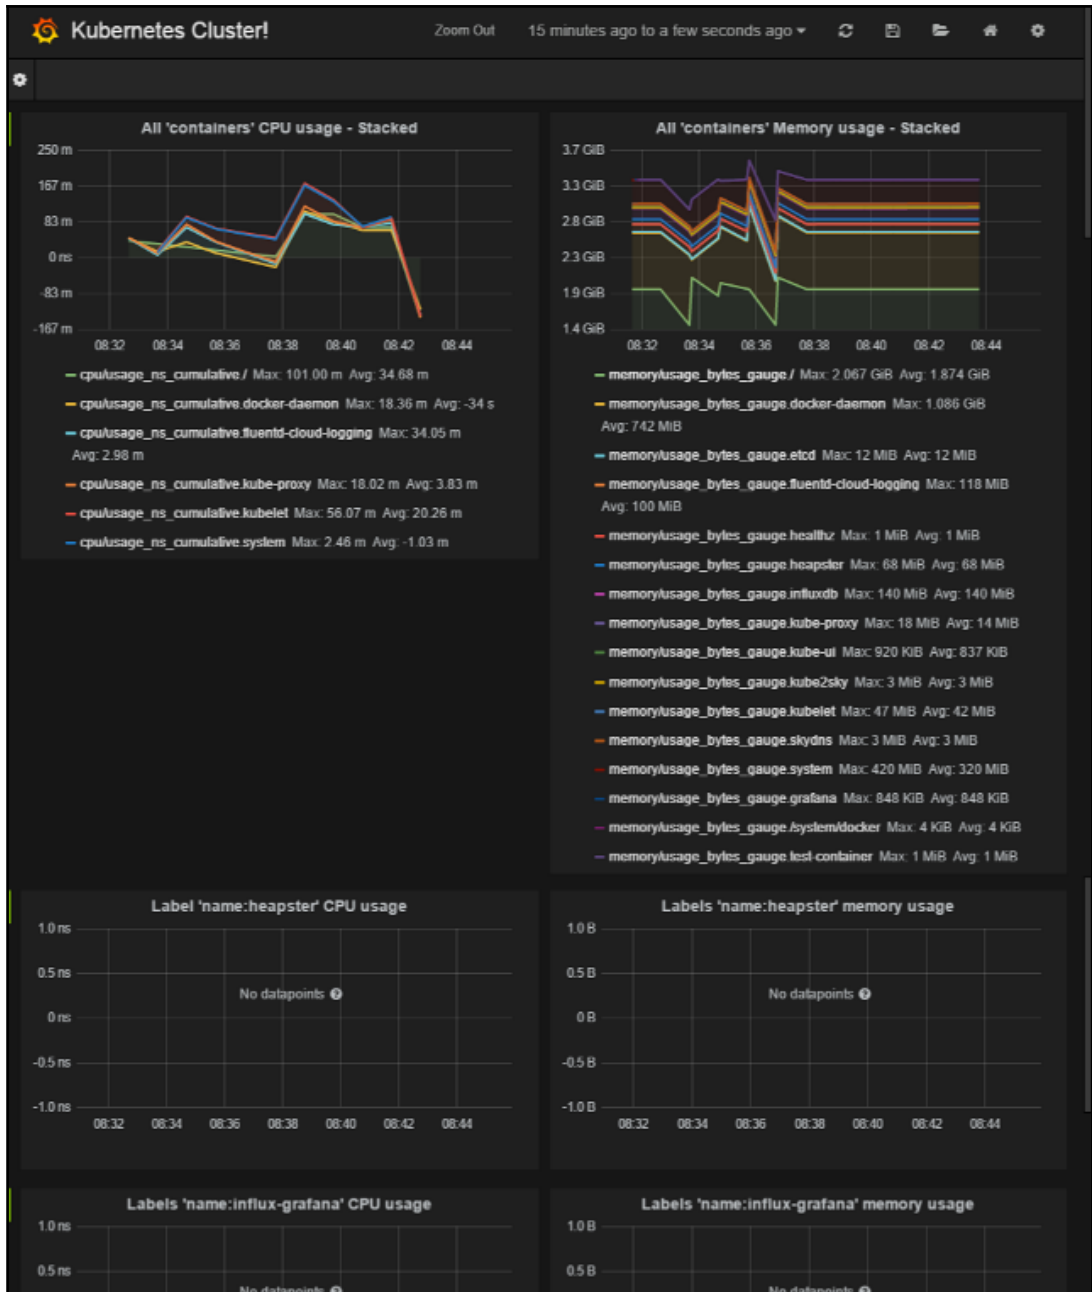 Kubernetes Cluster!
Zoom Out 15 minutes ago to a few seconds ago
All 'containers' CPU usage - Stacked
250 m
167 m
83 m
0 ns
-83 m
-167 m
08:32 08:34 08:36 08:38 08:40 08:42 08:44
cpu/usage_ns_cumulative./ Max: 101.00 m Avg: 34.68 m
cpu/usage_ns_cumulative.docker-daemon Max: 18.36 m Avg: -34 s
cpu/usage_ns_cumulative.fluentd-cloud-logging Max: 34.05 m
Avg: 2.98 m
cpu/usage_ns_cumulative.kube-proxy Max: 18.02 m Avg: 3.83 m
cpu/usage_ns_cumulative.kubelet Max: 56.07 m Avg: 20.26 m
cpu/usage_ns_cumulative.system Max: 2.46 m Avg: -1.03 m
All 'containers' Memory usage - Stacked
3.7 GiB
3.3 GiB
2.8 GiB
2.3 GiB
1.9 GiB
1.4 GiB
08:32 08:34 08:36 08:38 08:40 08:42 08:44
memory/usage_bytes_gauge./ Max: 2.067 GiB Avg: 1.874 GiB
memory/usage_bytes_gauge.docker-daemon Max: 1.086 GiB
Avg: 742 MiB
memory/usage_bytes_gauge.etcd Max: 12 MiB Avg: 12 MiB
memory/usage_bytes_gauge.fluentd-cloud-logging Max: 118 MiB
Avg: 100 MiB
memory/usage_bytes_gauge.healthz Max: 1 MiB Avg: 1 MiB
memory/usage_bytes_gauge.heapster Max: 68 MiB Avg: 68 MiB
memory/usage_bytes_gauge.influxdb Max: 140 MiB Avg: 140 MiB
memory/usage_bytes_gauge.kube-proxy Max: 18 MiB Avg: 14 MiB
memory/usage_bytes_gauge.kube-ui Max: 920 KiB Avg: 837 KiB
memory/usage_bytes_gauge.kube2sky Max: 3 MiB Avg: 3 MiB
memory/usage_bytes_gauge.kubelet Max: 47 MiB Avg: 42 MiB
memory/usage_bytes_gauge.skydns Max: 3 MiB Avg: 3 MiB
memory/usage_bytes_gauge.system Max: 420 MiB Avg: 320 MiB
memory/usage_bytes_gauge.grafana Max: 848 KiB Avg: 848 KiB
memory/usage_bytes_gauge./system/docker Max: 4 KiB Avg: 4 KiB
memory/usage_bytes_gauge.test-container Max: 1 MiB Avg: 1 MiB
Label 'name:heapster' CPU usage
1.0 ns
0.5 ns
No datapoints
0 ns
-0.5 ns
-1.0 ns
08:32 08:34 08:36 08:38 08:40 08:42 08:44
Labels 'name:heapster' memory usage
1.0 B
0.5 B
No datapoints
0 B
-0.5 B
-1.0 B
08:32 08:34 08:36 08:38 08:40 08:42 08:44
Labels 'name:influx-grafana' CPU usage
1.0 ns
0.5 ns
No datapoints
Labels 'name:influx-grafana' memory usage
1.0 B
0.5 B
No datapoints